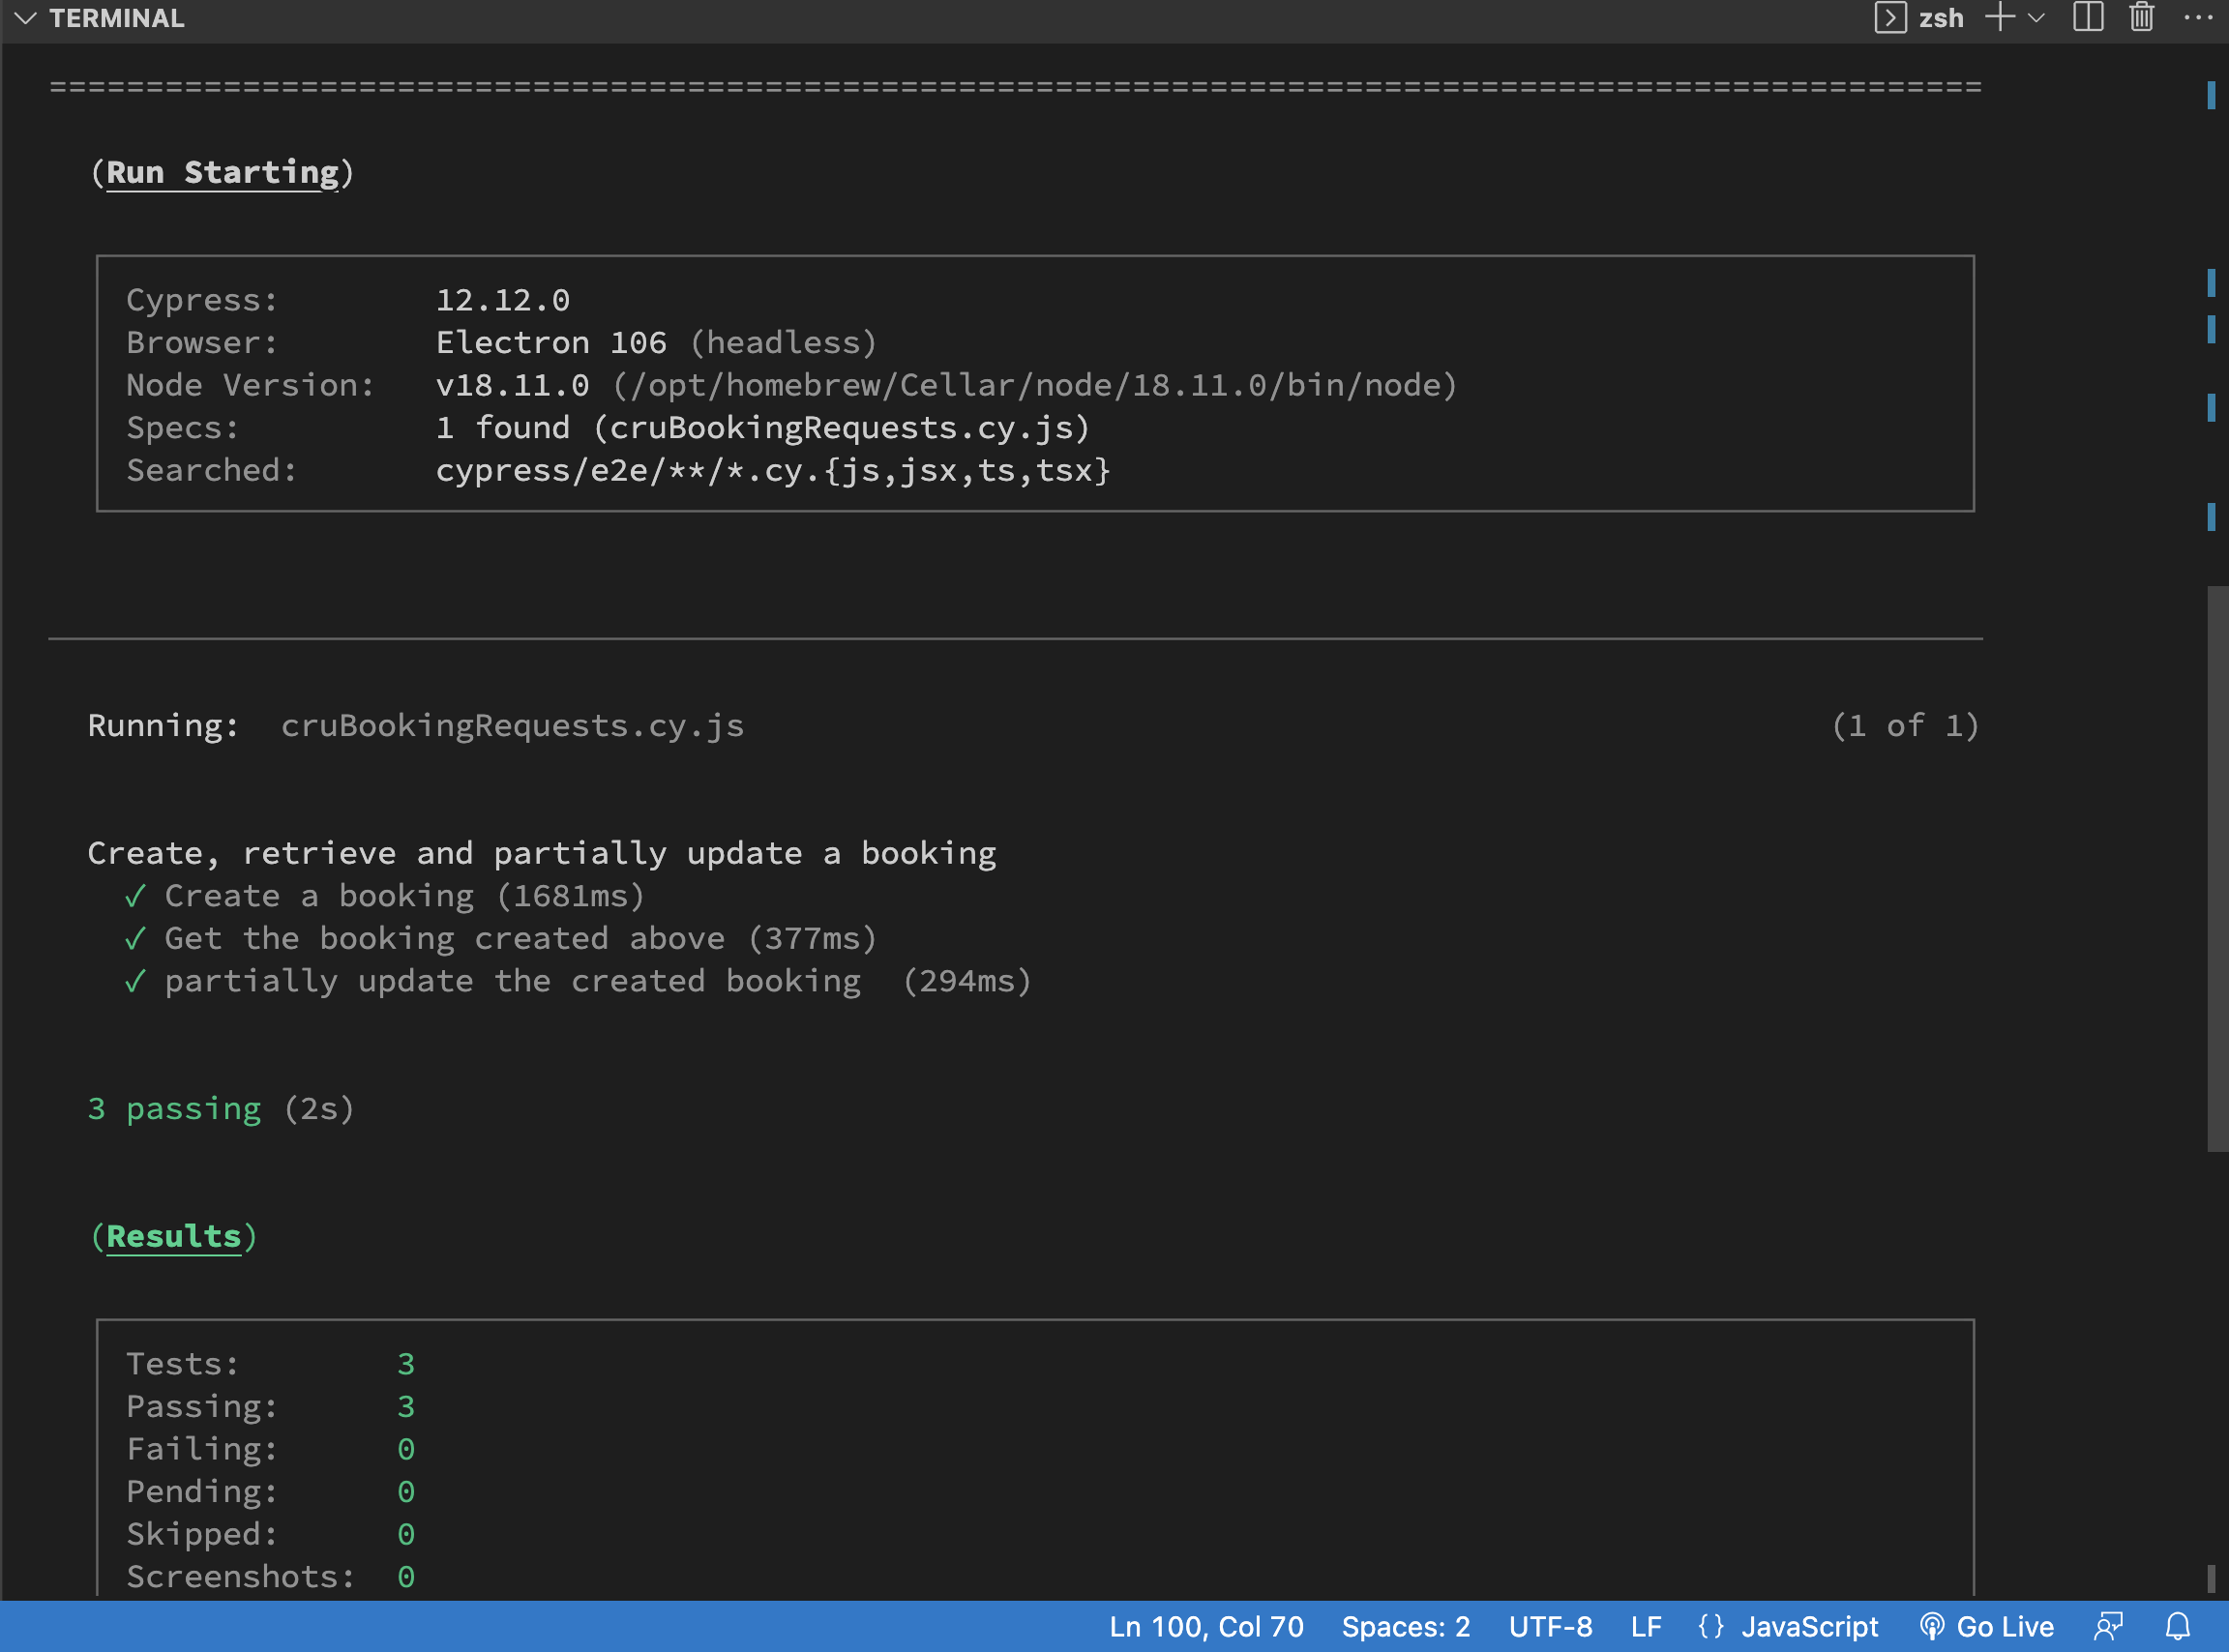 TERMINAL
zsh
====================================================================================================
(Run Starting)
Cypress: 12.12.0
Browser: Electron 106 (headless)
Node Version: v18.11.0 (/opt/homebrew/Cellar/node/18.11.0/bin/node)
Specs: 1 found (cruBookingRequests.cy.js)
Searched: cypress/e2e/**/*.cy.{js,jsx,ts,tsx}
Running: cruBookingRequests.cy.js (1 of 1)
Create, retrieve and partially update a booking
✓ Create a booking (1681ms)
✓ Get the booking created above (377ms)
✓ partially update the created booking (294ms)
3 passing (2s)
(Results)
Tests: 3
Passing: 3
Failing: 0
Pending: 0
Skipped: 0
Screenshots: 0
Ln 100, Col 70 Spaces: 2 UTF-8 LF {} JavaScript Go Live